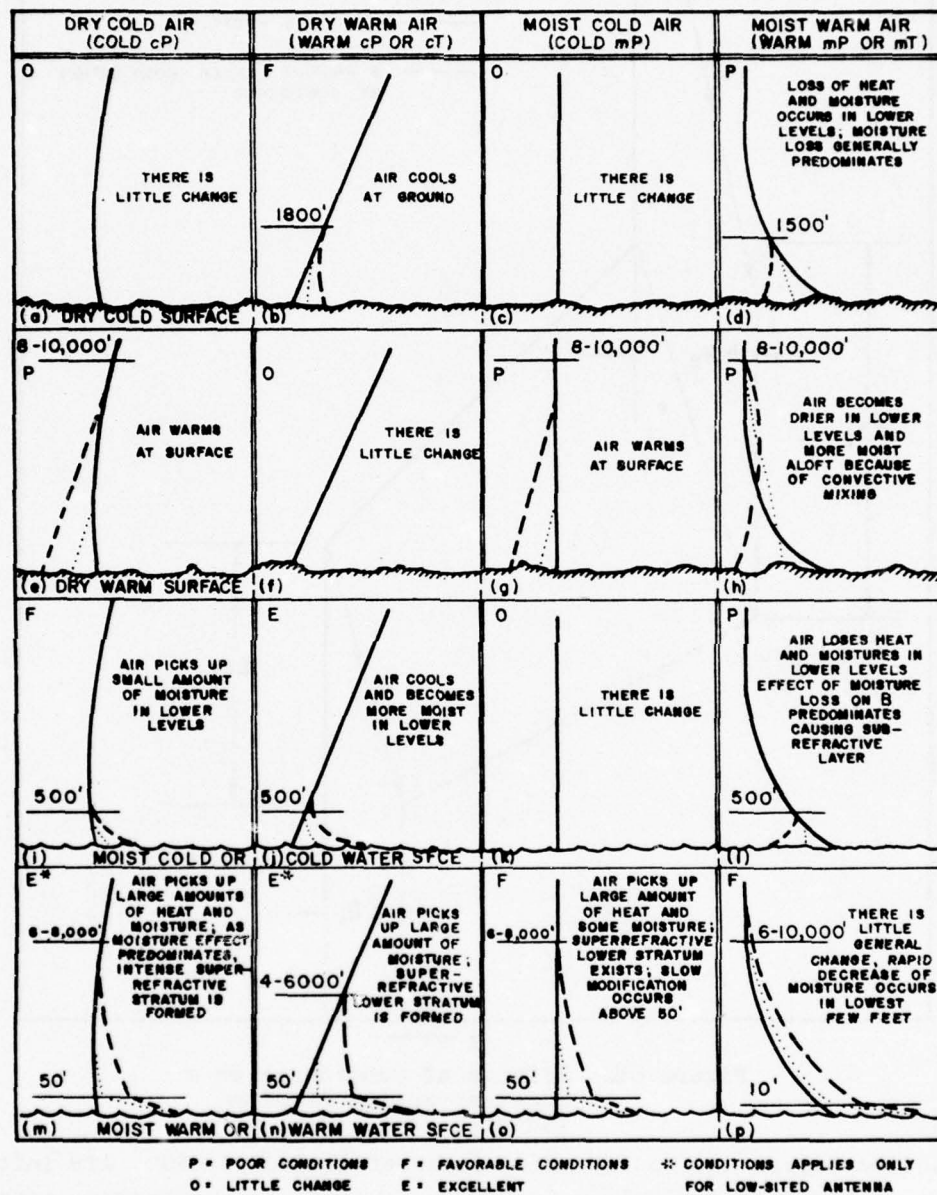 DRY COLD AIR
(COLD cP)
DRY WARM AIR
(WARM cP OR cT)
MOIST COLD AIR
(COLD mP)
MOIST WARM AIR
(WARM mP OR mT)
O
THERE IS
LITTLE CHANGE
(a) DRY COLD SURFACE
F
AIR COOLS
AT GROUND
1800'
(b)
O
THERE IS
LITTLE CHANGE
(c)
P
LOSS OF HEAT
AND MOISTURE
OCCURS IN LOWER
LEVELS; MOISTURE
LOSS GENERALLY
PREDOMINATES
1500'
(d)
8-10,000'
P
AIR WARMS
AT SURFACE
(e) DRY WARM SURFACE
O
THERE IS
LITTLE CHANGE
(f)
8-10,000'
P
AIR WARMS
AT SURFACE
(g)
8-10,000'
P
AIR BECOMES
DRIER IN LOWER
LEVELS AND
MORE MOIST
ALOFT BECAUSE
OF CONVECTIVE
MIXING
(h)
F
AIR PICKS UP
SMALL AMOUNT
OF MOISTURE
IN LOWER
LEVELS
500'
(i) MOIST COLD OR
E
AIR COOLS
AND BECOMES
MORE MOIST
IN LOWER
LEVELS
500'
(j) COLD WATER SFCE
O
THERE IS
LITTLE CHANGE
(k)
P
AIR LOSES HEAT
AND MOISTURES IN
LOWER LEVELS
EFFECT OF MOISTURE
LOSS ON B
PREDOMINATES
CAUSING SUB-
REFRACTIVE
LAYER
500'
(l)
E*
AIR PICKS UP
LARGE AMOUNTS
OF HEAT AND
MOISTURE; AS
MOISTURE EFFECT
PREDOMINATES,
INTENSE SUPER-
REFRACTIVE
STRATUM IS
FORMED
6-8,000'
50'
(m) MOIST WARM OR
E*
AIR PICKS
UP LARGE
AMOUNT OF
MOISTURE;
SUPER-
REFRACTIVE
LOWER STRATUM
IS FORMED
4-6000'
50'
(n) WARM WATER SFCE
F
AIR PICKS UP
LARGE AMOUNT
OF HEAT AND
SOME MOISTURE;
SUPERREFRACTIVE
LOWER STRATUM
EXISTS; SLOW
MODIFICATION
OCCURS
ABOVE 50'
6-8,000'
50'
(o)
F
6-10,000'
THERE IS
LITTLE
GENERAL
CHANGE, RAPID
DECREASE OF
MOISTURE OCCURS
IN LOWEST
FEW FEET
10'
(p)
P = POOR CONDITIONS F = FAVORABLE CONDITIONS * CONDITIONS APPLIES ONLY
O = LITTLE CHANGE E = EXCELLENT FOR LOW-SITED ANTENNA